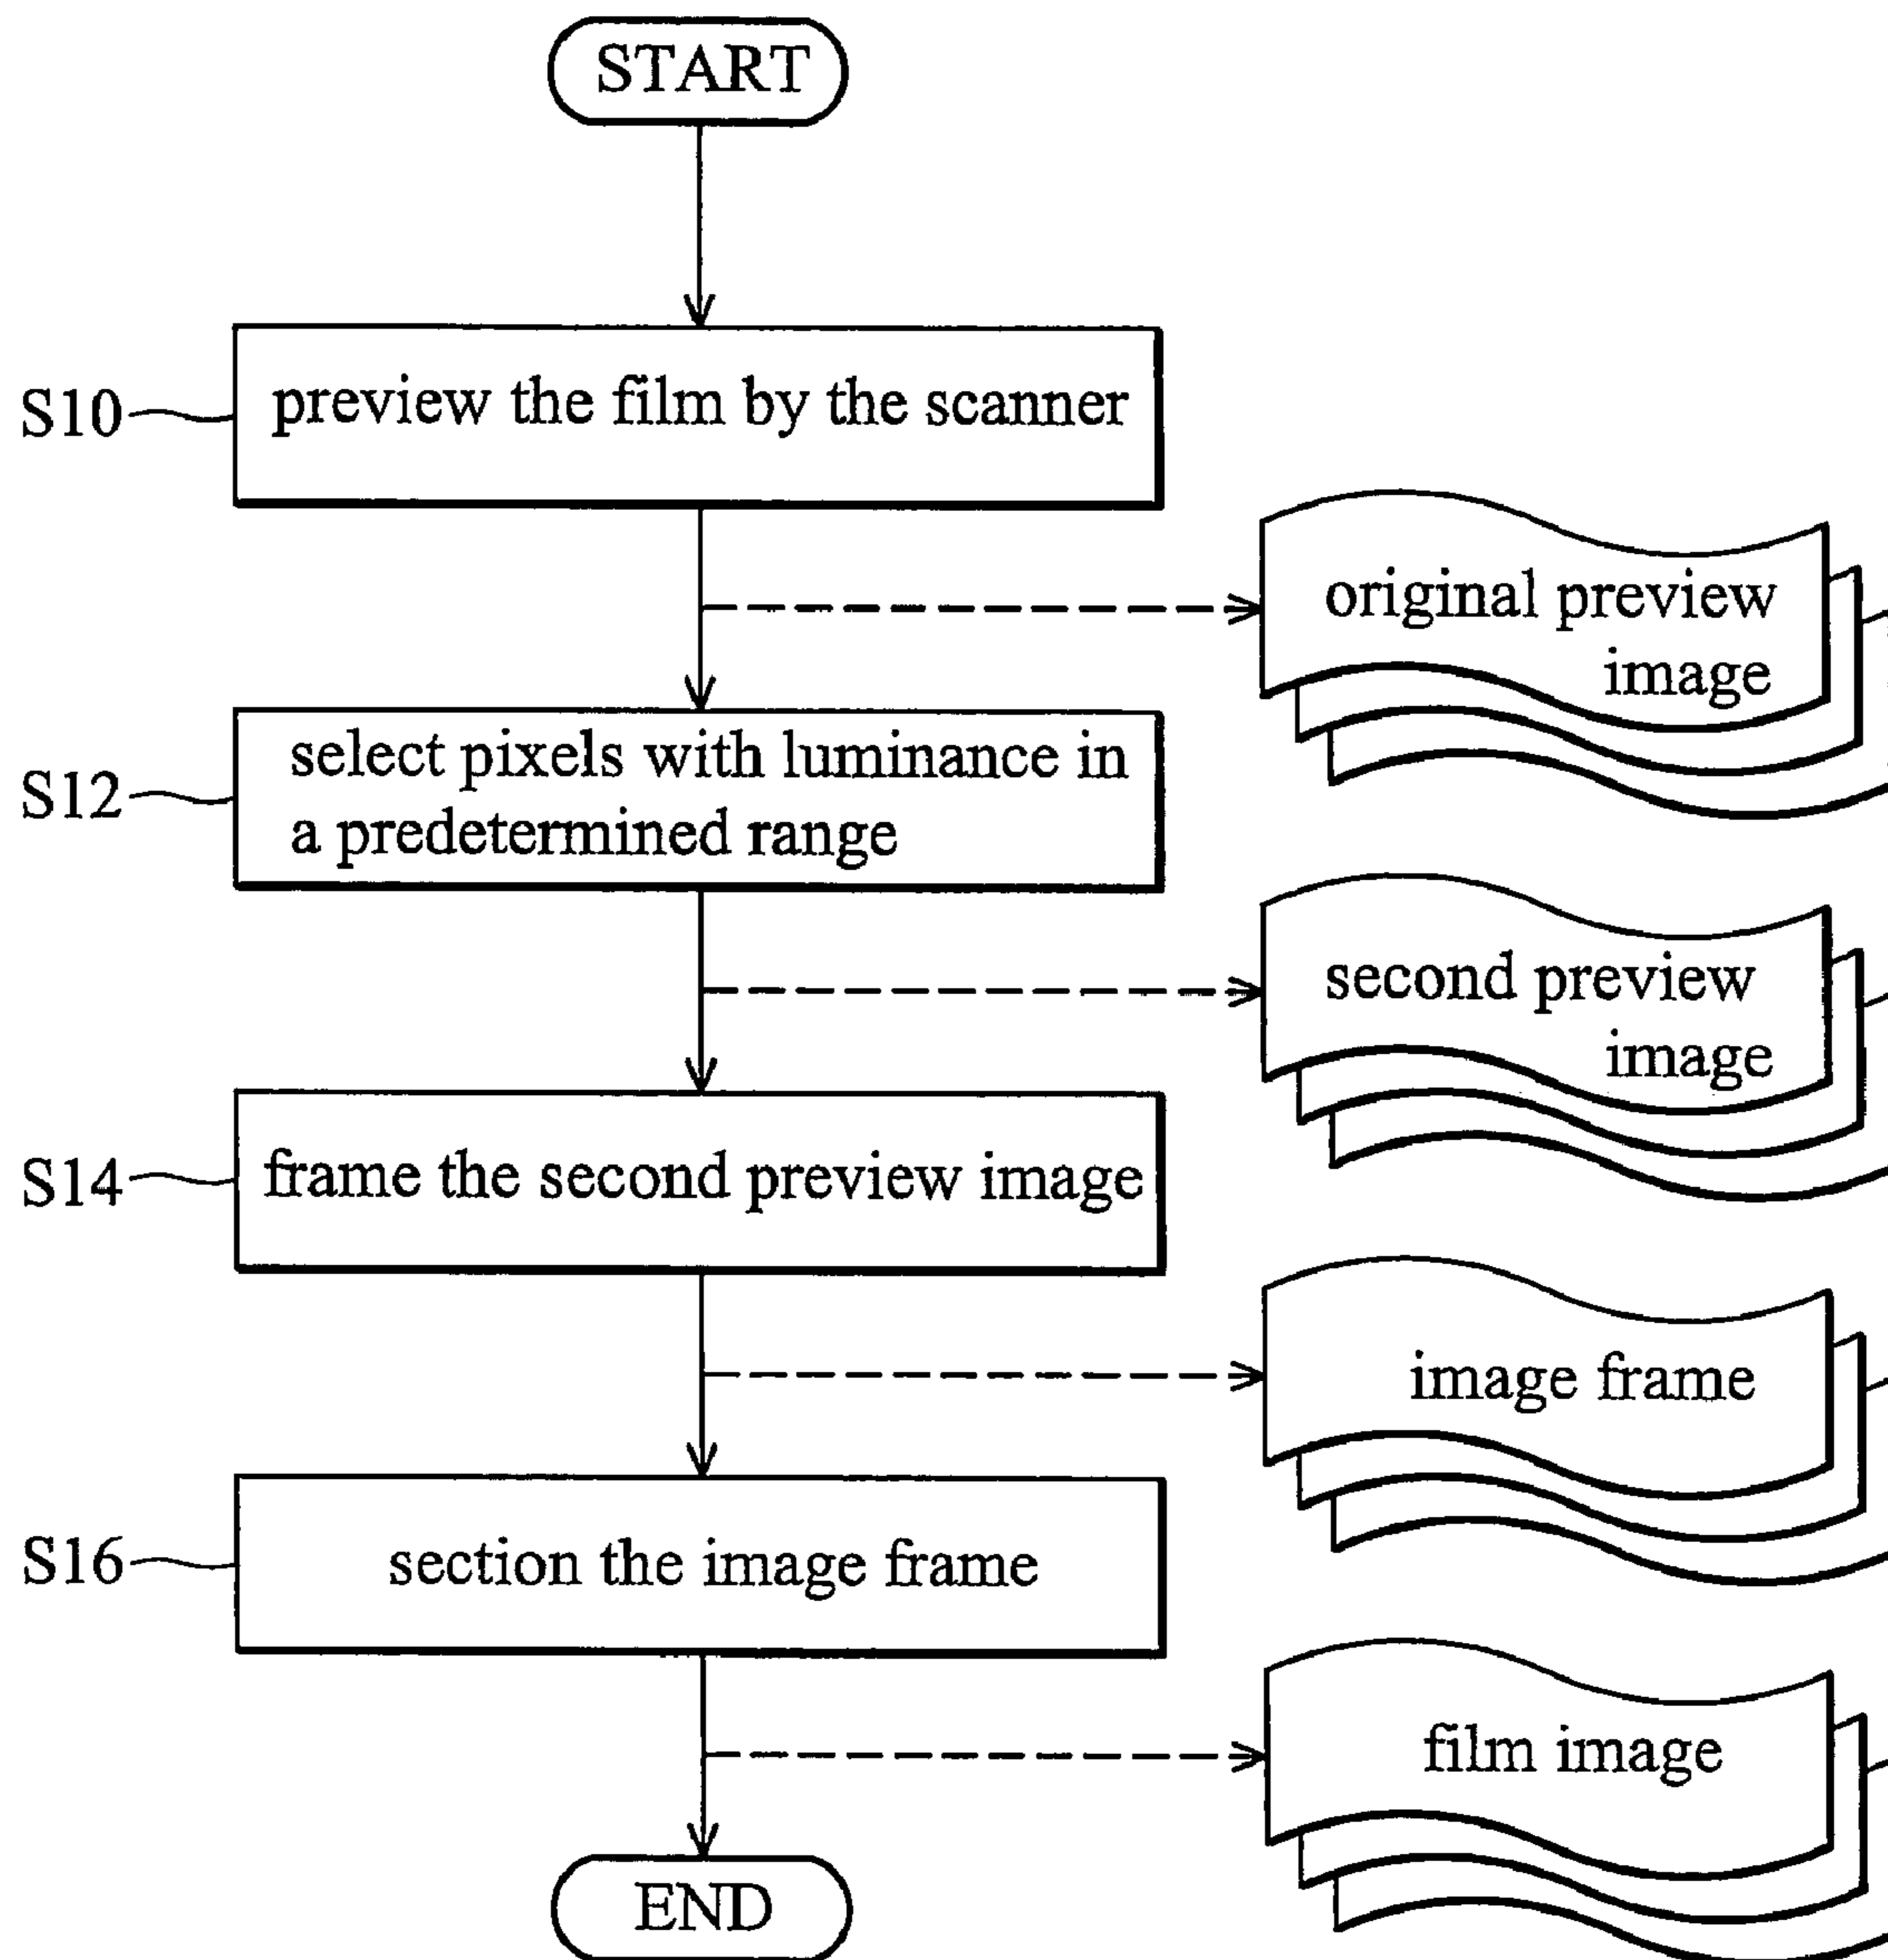 START
S10
preview the film by the scanner
original preview
image
S12
select pixels with luminance in
a predetermined range
second preview
image
S14
frame the second preview image
image frame
S16
section the image frame
film image
END